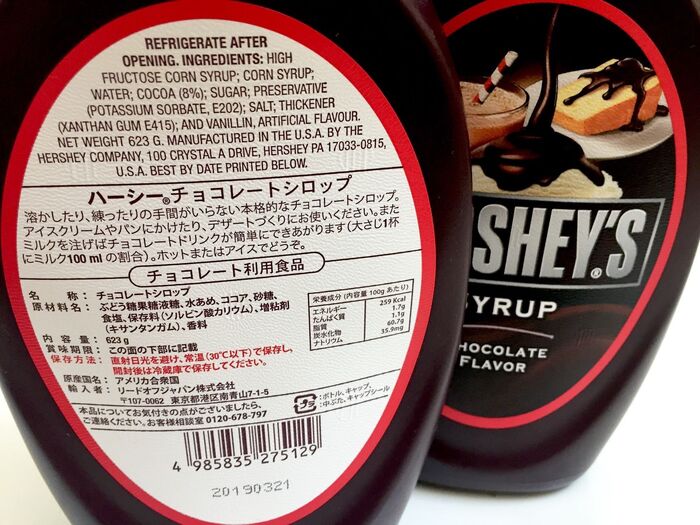 REFRIGERATE AFTER
OPENING. INGREDIENTS: HIGH
FRUCTOSE CORN SYRUP; CORN SYRUP;
WATER; COCOA (8%); SUGAR; PRESERVATIVE
(POTASSIUM SORBATE, E202); SALT; THICKENER
(XANTHAN GUM E415); AND VANILLIN, ARTIFICIAL FLAVOUR.
NET WEIGHT 623 G. MANUFACTURED IN THE U.S.A. BY THE
HERSHEY COMPANY, 100 CRYSTAL A DRIVE, HERSHEY PA 17033-0815,
U.S.A. BEST BY DATE PRINTED BELOW.
ハーシー®チョコレートシロップ
溶かしたり、練ったりの手間がいらない本格的なチョコレートシロップ。
アイスクリームやパンにかけたり、デザートづくりにお使いください。また
ミルクを注げばチョコレートドリンクが簡単にできあがります(大さじ1杯
にミルク100 mlの割合)。ホットまたはアイスでどうぞ。
チョコレート利用食品
名称:チョコレートシロップ
原材料名:ぶどう糖果糖液糖、水あめ、ココア、砂糖、
食塩、保存料(ソルビン酸カリウム)、増粘剤
(キサンタンガム)、香料
内容量:623 g
賞味期限:この面の下部に記載
保存方法:直射日光を避け、常温(30℃以下)で保存し、
開封後は冷蔵庫で保存してください。
原産国名:アメリカ合衆国
輸入者:リードオフジャパン株式会社
〒107-0062 東京都港区南青山7-1-5
栄養成分(内容量 100g あたり)
エネルギー 259 Kcal
たんぱく質 1.7g
脂質 1.1g
炭水化物 60.7g
ナトリウム 35.9mg
本品についてお気付きの点がございましたら、
ご連絡ください。お客様相談室 0120-678-797
プラ
:ボトル、キャップ、
中ぶた、キャップシール
4 985835 275129
20190321
SHEY'S®
SYRUP
CHOCOLATE
FLAVOR